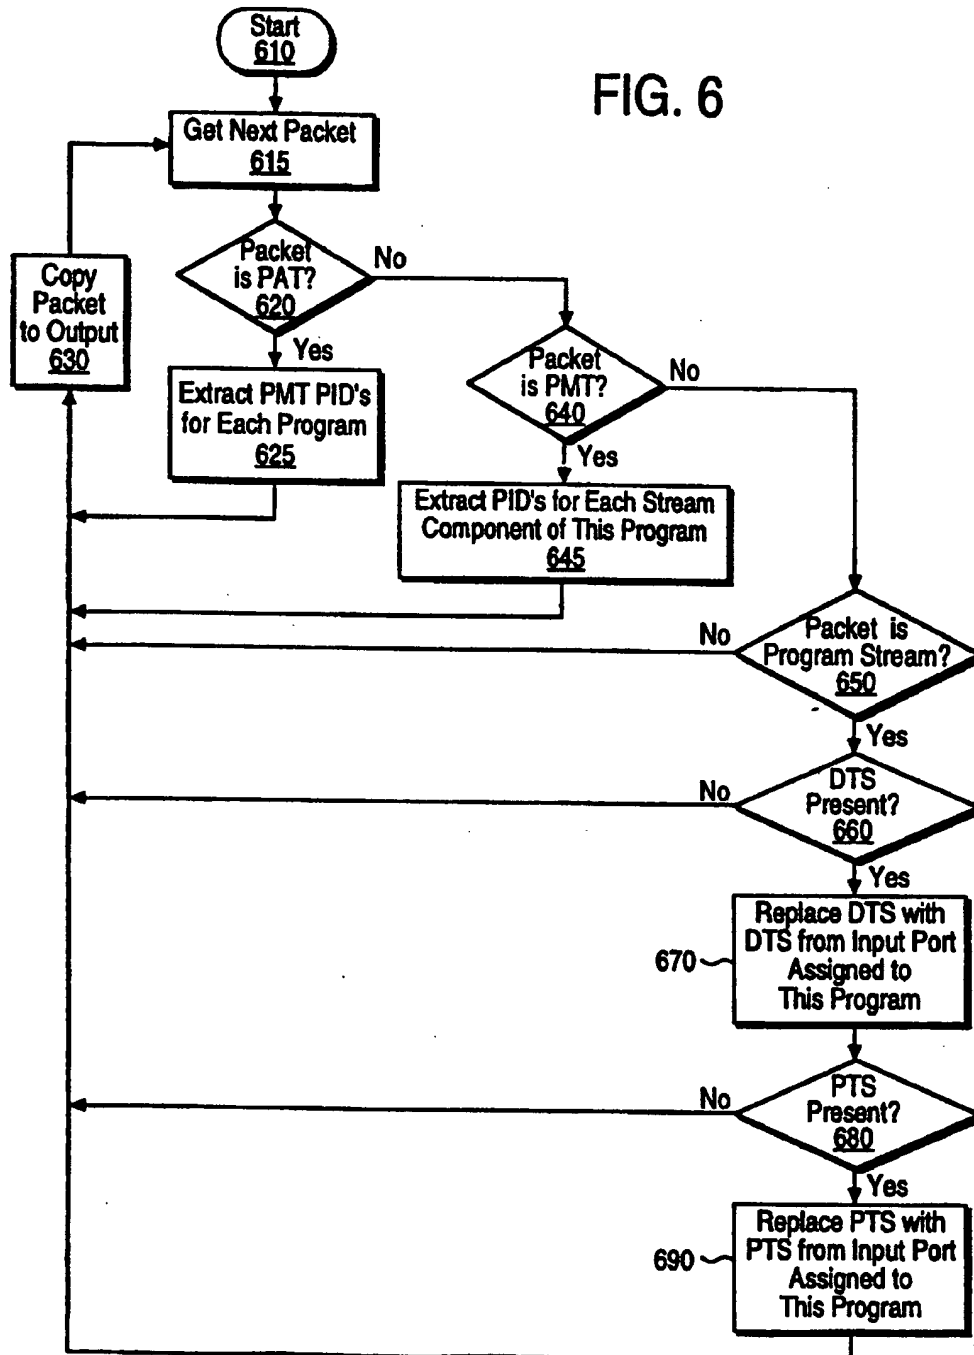 Start
610
FIG. 6
Get Next Packet
615
Packet
is PAT?
620
No
Yes
Copy
Packet
to Output
630
Extract PMT PID's
for Each Program
625
Packet
is PMT?
640
No
Yes
Extract PID's for Each Stream
Component of This Program
645
Packet is
Program Stream?
650
No
Yes
DTS
Present?
660
No
Yes
Replace DTS with
DTS from Input Port
Assigned to
This Program
670
PTS
Present?
680
No
Yes
Replace PTS with
PTS from Input Port
Assigned to
This Program
690